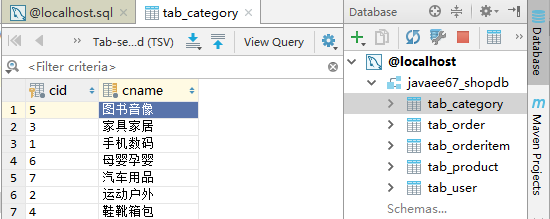 @localhost.sql
tab_category
Tab-se...d (TSV)
View Query
<Filter criteria>
cid
cname
1 5 图书音像
2 3 家具家居
3 1 手机数码
4 6 母婴孕婴
5 7 汽车用品
6 2 运动户外
7 4 鞋靴箱包
Database
@localhost
javaee67_shopdb
tab_category
tab_order
tab_orderitem
tab_product
tab_user
Schemas...
Database
Maven Projects